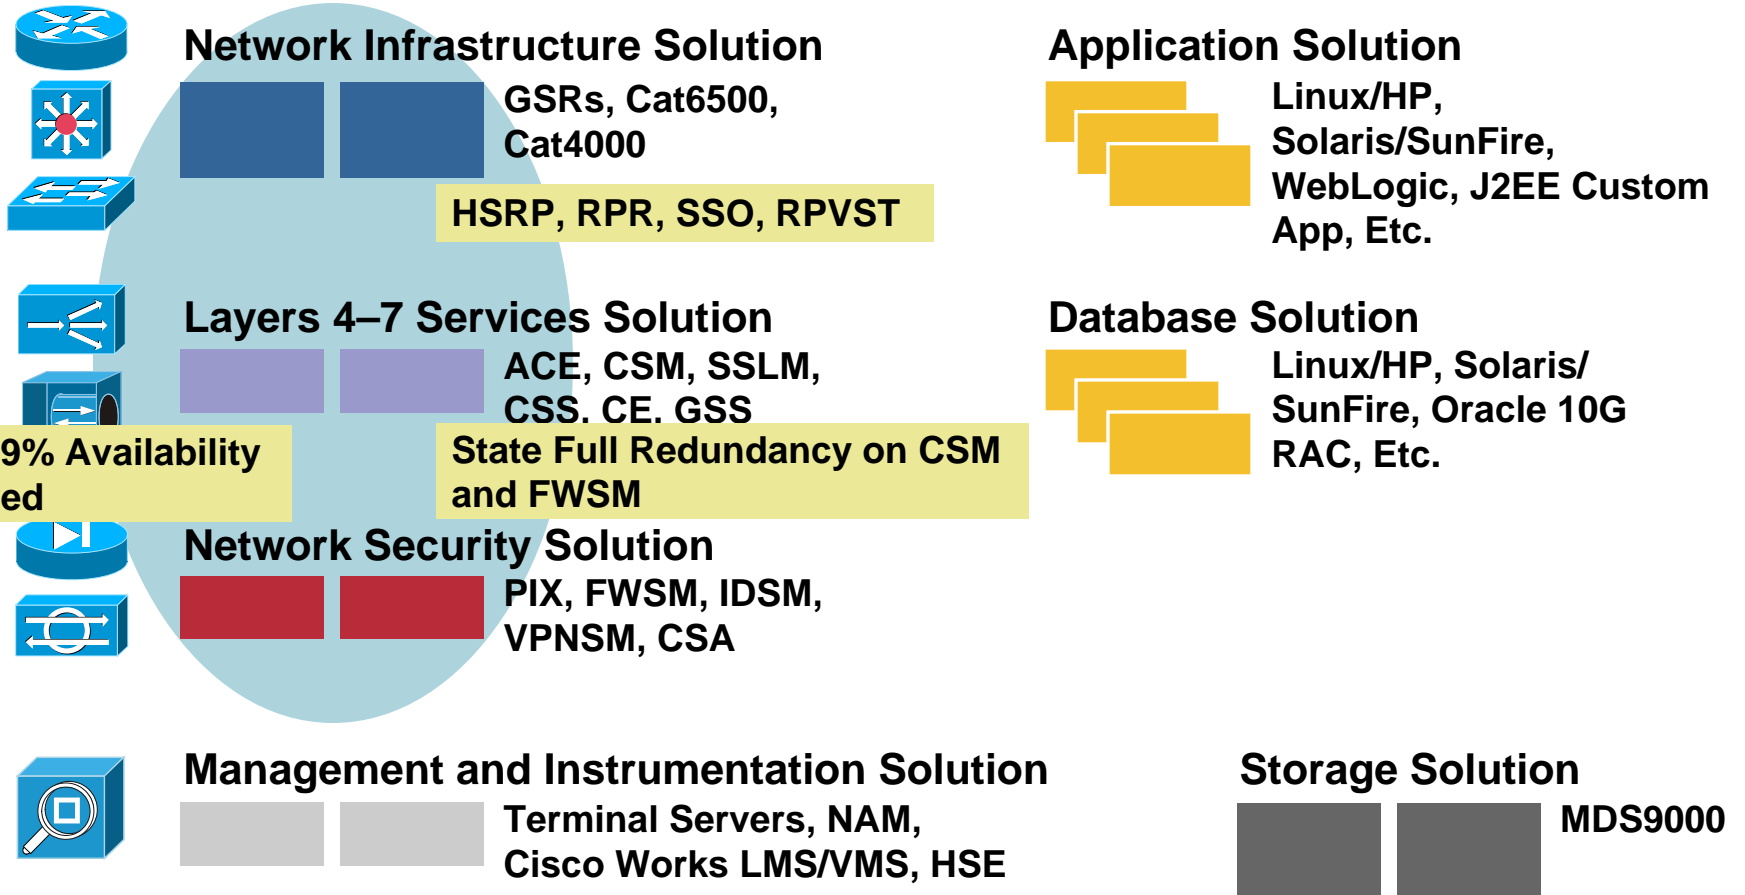 Network Infrastructure Solution
GSRs, Cat6500,
Cat4000
HSRP, RPR, SSO, RPVST
Layers 4–7 Services Solution
ACE, CSM, SSLM,
CSS, CE, GSS
9% Availability
ed
State Full Redundancy on CSM
and FWSM
Network Security Solution
PIX, FWSM, IDSM,
VPNSM, CSA
Management and Instrumentation Solution
Terminal Servers, NAM,
Cisco Works LMS/VMS, HSE
Application Solution
Linux/HP,
Solaris/SunFire,
WebLogic, J2EE Custom
App, Etc.
Database Solution
Linux/HP, Solaris/
SunFire, Oracle 10G
RAC, Etc.
Storage Solution
MDS9000